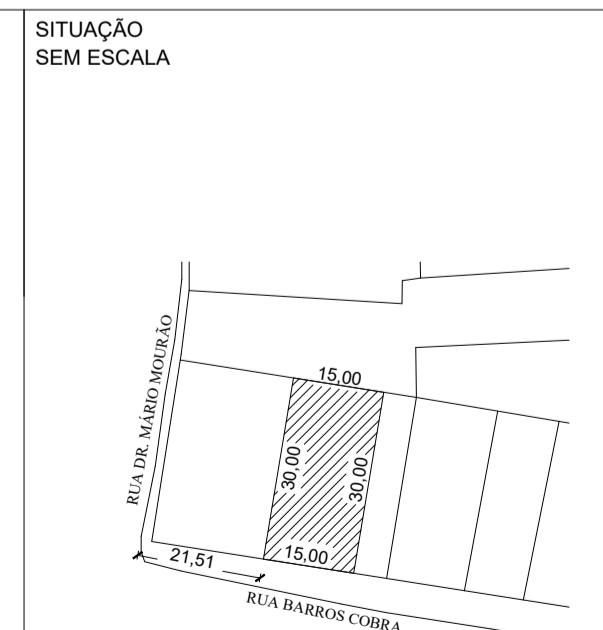 SITUAÇÃO
SEM ESCALA
RUA DR. MÁRIO MOURÃO
15,00
30,00
30,00
15,00
21,51
RUA BARROS COBRA